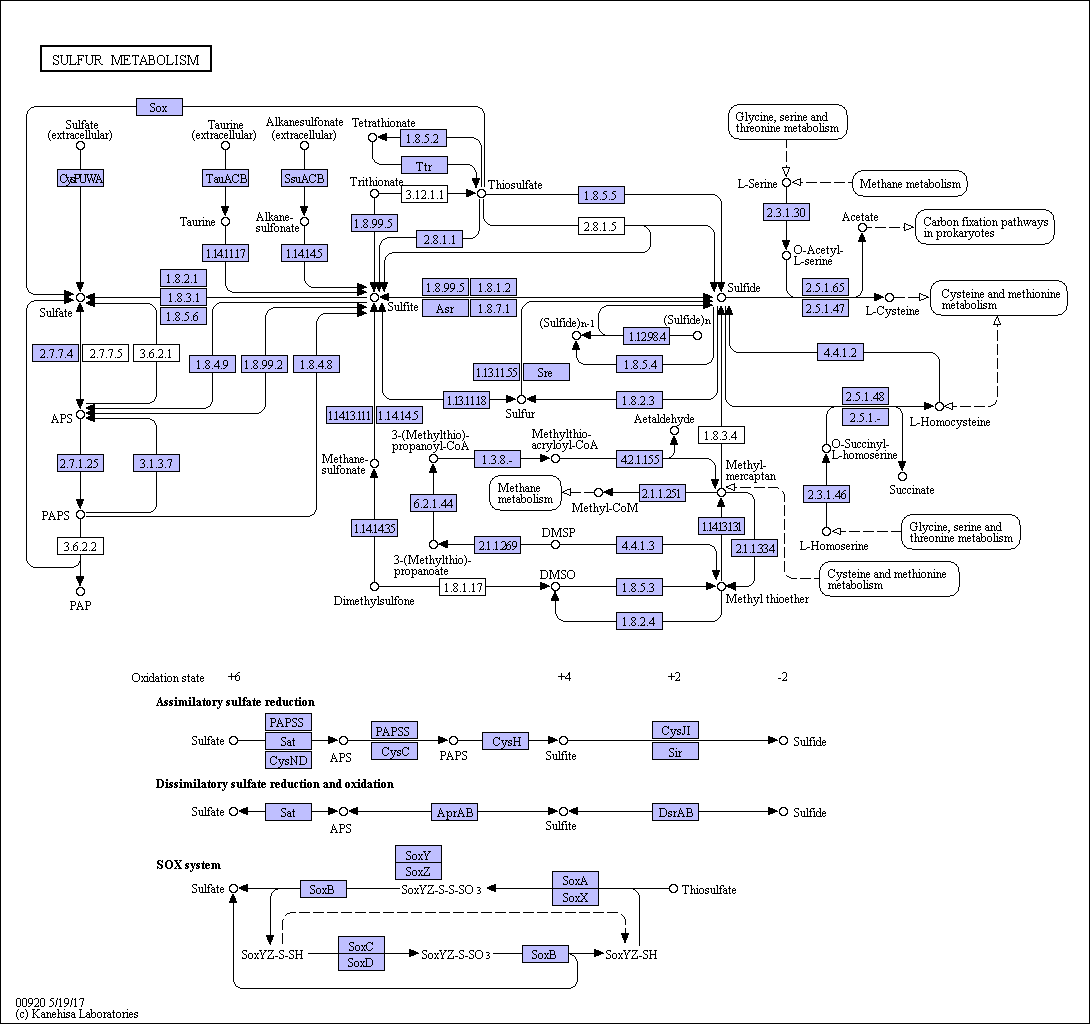 SULFUR METABOLISM
Sox
Sulfate
(extracellular)
Taurine
(extracellular)
Alkanesulfonate
(extracellular)
Tetrathionate
1.8.5.2
Ttr
Glycine, serine and
threonine metabolism
CysPUWA
TauACB
SsuACB
Trithionate
3.12.1.1
Thiosulfate
1.8.5.5
L-Serine
Methane metabolism
Taurine
Alkane-
sulfonate
1.8.99.5
2.8.1.1
2.8.1.5
2.3.1.30
Acetate
Carbon fixation pathways
in prokaryotes
1.14.11.17
1.14.14.5
O-Acetyl-
L-serine
1.8.2.1
1.8.3.1
1.8.5.6
1.8.99.5
1.8.1.2
Asr
1.8.7.1
Sulfate
Sulfite
Sulfide
2.5.1.65
2.5.1.47
L-Cysteine
Cysteine and methionine
metabolism
(Sulfide)n-1
(Sulfide)n
1.12.98.4
2.7.7.4
2.7.7.5
3.6.2.1
1.8.4.9
1.8.99.2
1.8.4.8
1.8.5.4
4.4.1.2
1.13.11.55
Sre
1.13.11.18
Sulfur
1.8.2.3
2.5.1.48
2.5.1.-
L-Homocysteine
APS
1.14.13.111
1.14.14.5
Aetaldehyde
3-(Methylthio)-
propanoyl-CoA
Methylthio-
acryloyl-CoA
1.8.3.4
O-Succinyl-
L-homoserine
2.7.1.25
3.1.3.7
Methane-
sulfonate
1.3.8.-
4.2.1.155
Methyl-
mercaptan
Succinate
Methane
metabolism
Methyl-CoM
2.1.1.251
2.3.1.46
6.2.1.44
PAPS
1.14.14.35
DMSP
1.14.13.131
L-Homoserine
Glycine, serine and
threonine metabolism
3.6.2.2
2.1.1.269
4.4.1.3
2.1.1.334
3-(Methylthio)-
propanoate
DMSO
Cysteine and methionine
metabolism
PAP
Dimethylsulfone
1.8.1.17
1.8.5.3
Methyl thioether
1.8.2.4
Oxidation state +6 +4 +2 -2
Assimilatory sulfate reduction
PAPSS
Sat
CysND
PAPSS
CysC
CysH
CysJI
Sir
Sulfate
APS
PAPS
Sulfite
Sulfide
Dissimilatory sulfate reduction and oxidation
Sulfate
Sat
APS
AprAB
Sulfite
DsrAB
Sulfide
SOX system
SoxY
SoxZ
Sulfate
SoxB
SoxYZ-S-S-SO3
SoxA
SoxX
Thiosulfate
SoxYZ-S-SH
SoxC
SoxD
SoxYZ-S-SO3
SoxB
SoxYZ-SH
00920 5/19/17
(c) Kanehisa Laboratories